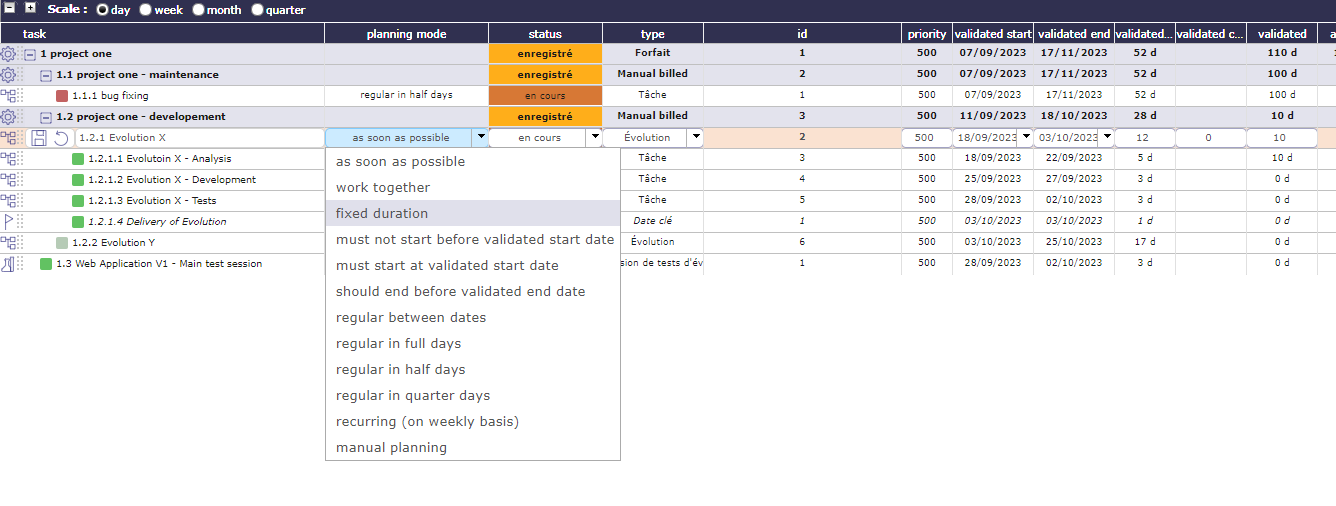 Scale : day week month quarter
task planning mode status type id priority validated start validated end validated... validated c... validated a
1 project one enregistré Forfait 1 500 07/09/2023 17/11/2023 52 d 110 d
1.1 project one - maintenance enregistré Manual billed 2 500 07/09/2023 17/11/2023 52 d 100 d
1.1.1 bug fixing regular in half days en cours Tâche 1 500 07/09/2023 17/11/2023 52 d 100 d
1.2 project one - developement enregistré Manual billed 3 500 11/09/2023 18/10/2023 28 d 10 d
1.2.1 Evolution X as soon as possible en cours Évolution 2 500 18/09/2023 03/10/2023 12 0 10
1.2.1.1 Evolutoin X - Analysis Tâche 3 500 18/09/2023 22/09/2023 5 d 10 d
1.2.1.2 Evolution X - Development Tâche 4 500 25/09/2023 27/09/2023 3 d 0 d
1.2.1.3 Evolution X - Tests Tâche 5 500 28/09/2023 02/10/2023 3 d 0 d
1.2.1.4 Delivery of Evolution Date clé 1 500 03/10/2023 03/10/2023 1 d 0 d
1.2.2 Evolution Y Évolution 6 500 03/10/2023 25/10/2023 17 d 0 d
1.3 Web Application V1 - Main test session sion de tests d'év 1 500 28/09/2023 02/10/2023 3 d 0 d
as soon as possible
work together
fixed duration
must not start before validated start date
must start at validated start date
should end before validated end date
regular between dates
regular in full days
regular in half days
regular in quarter days
recurring (on weekly basis)
manual planning